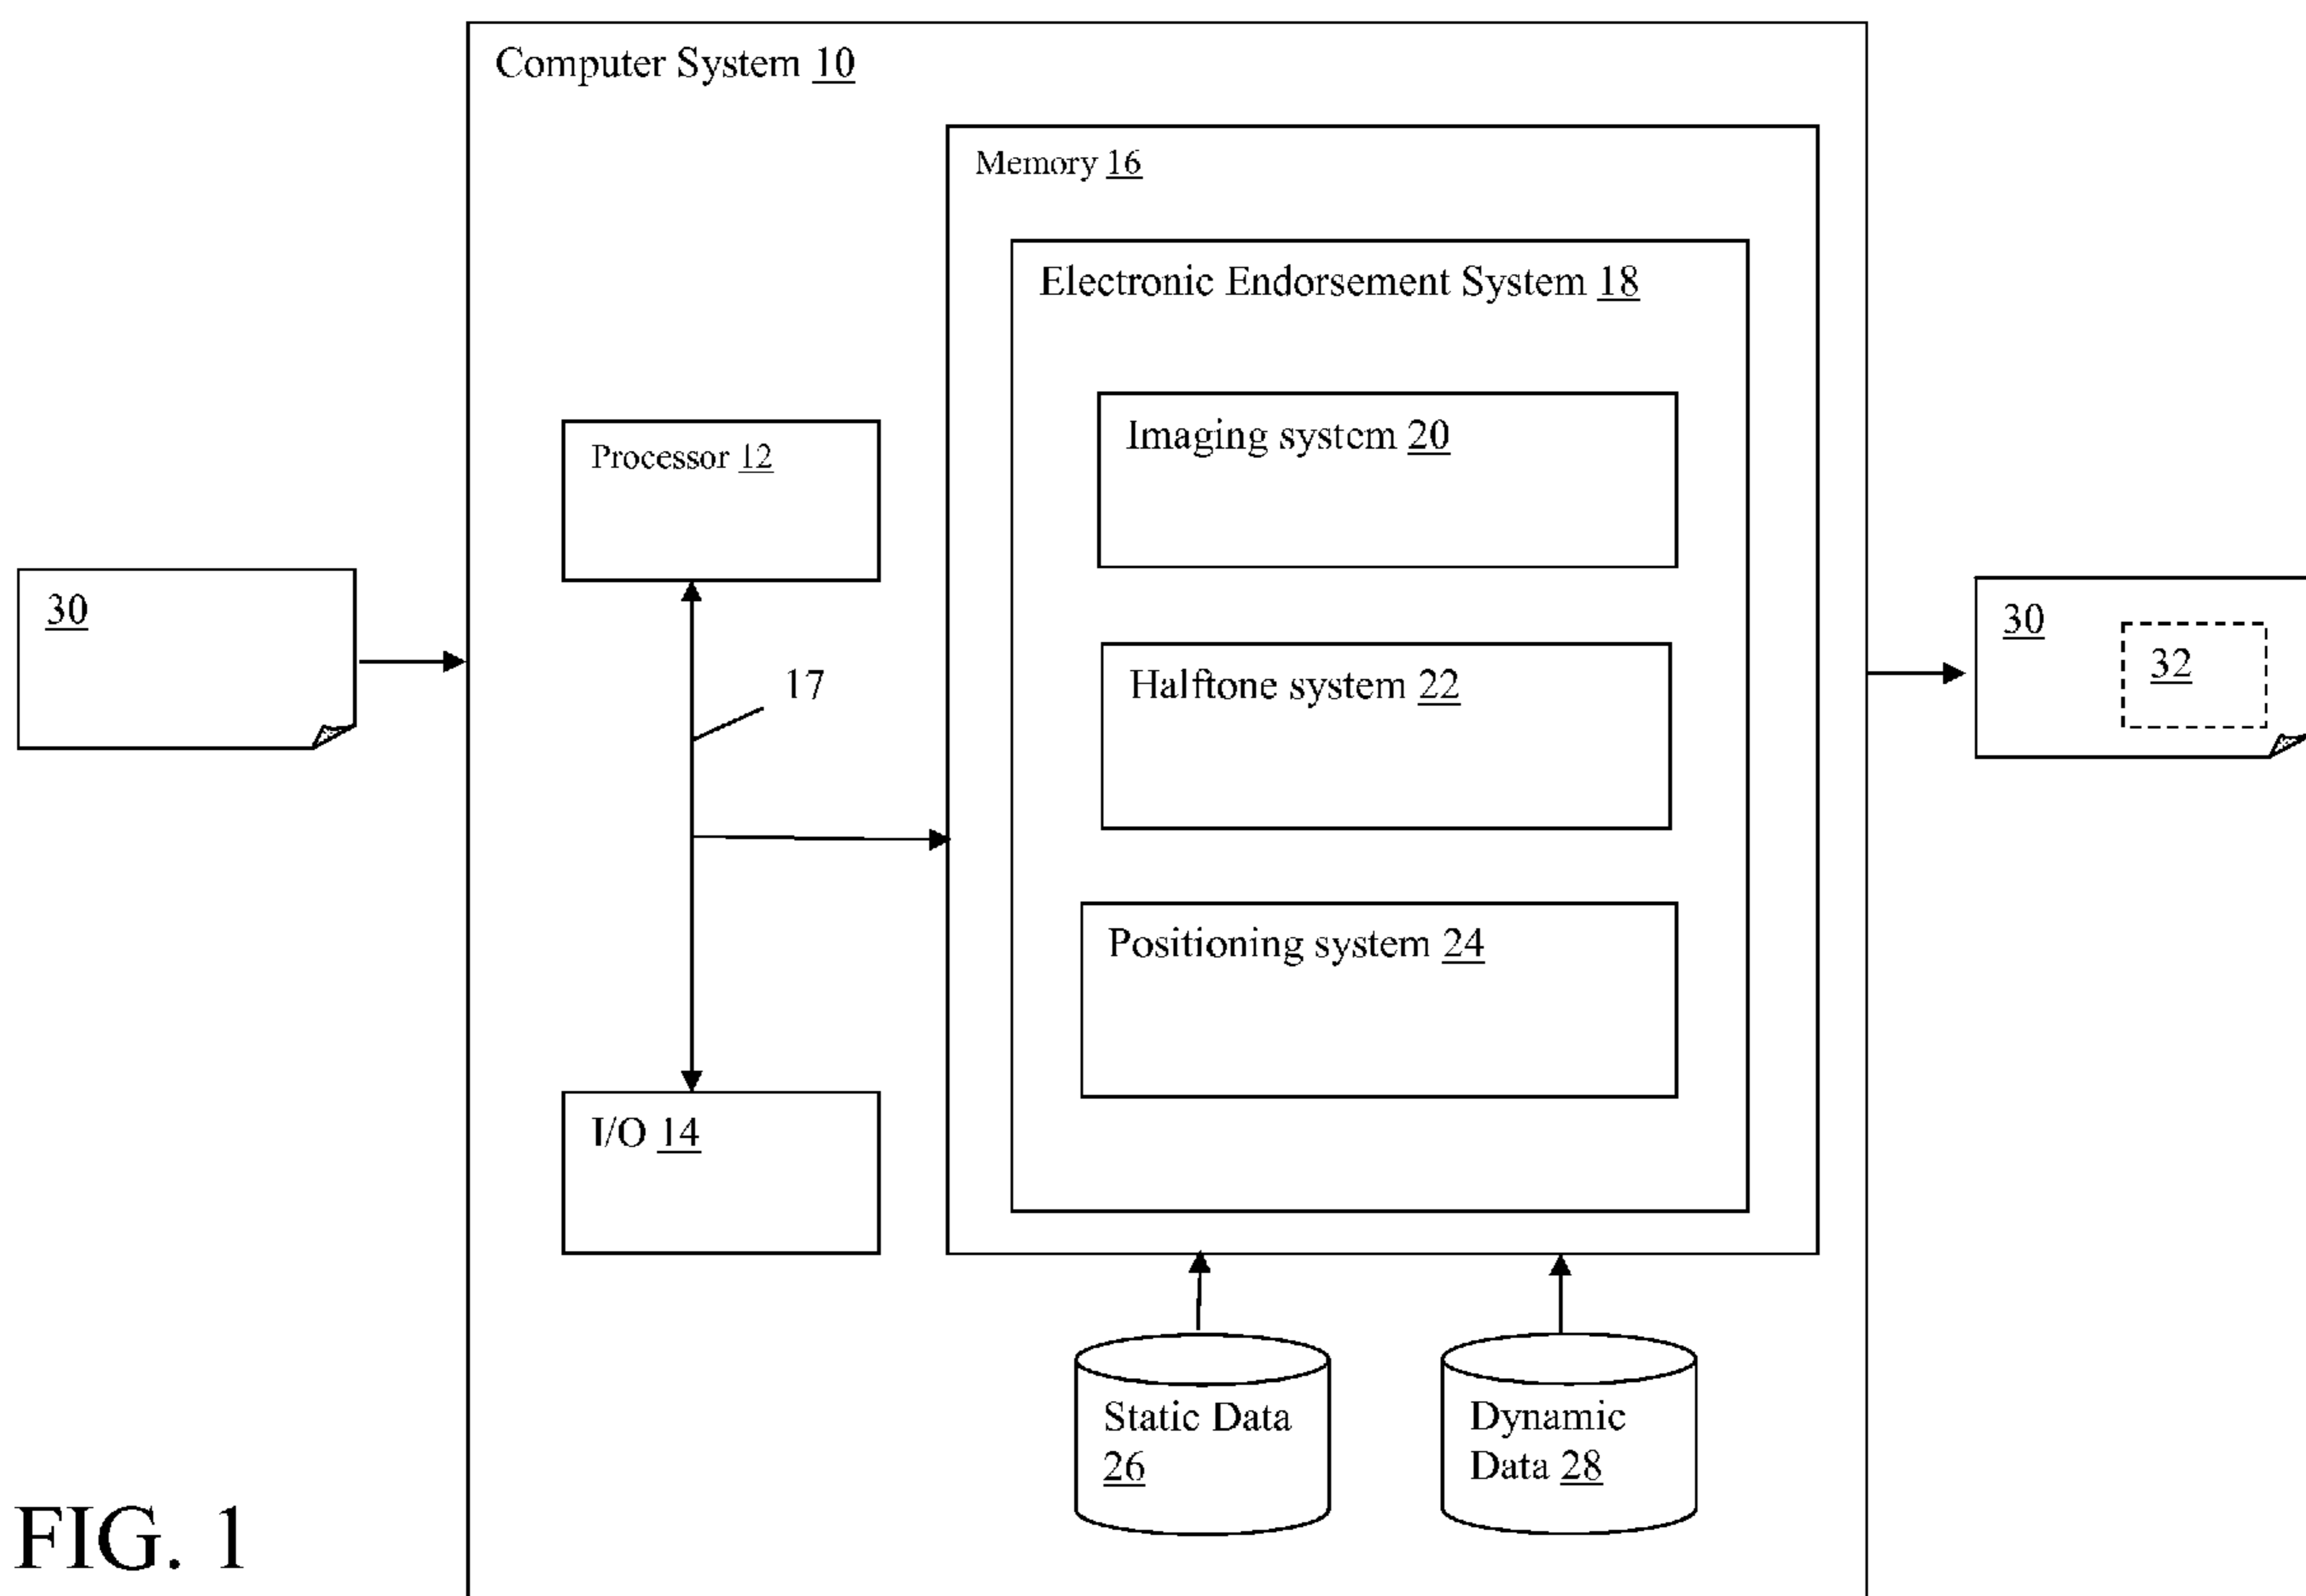 Computer System 10
Memory 16
Electronic Endorsement System 18
Imaging system 20
Processor 12
30
17
Halftone system 22
30
32
Positioning system 24
I/O 14
Static Data
26
Dynamic
Data 28
FIG. 1